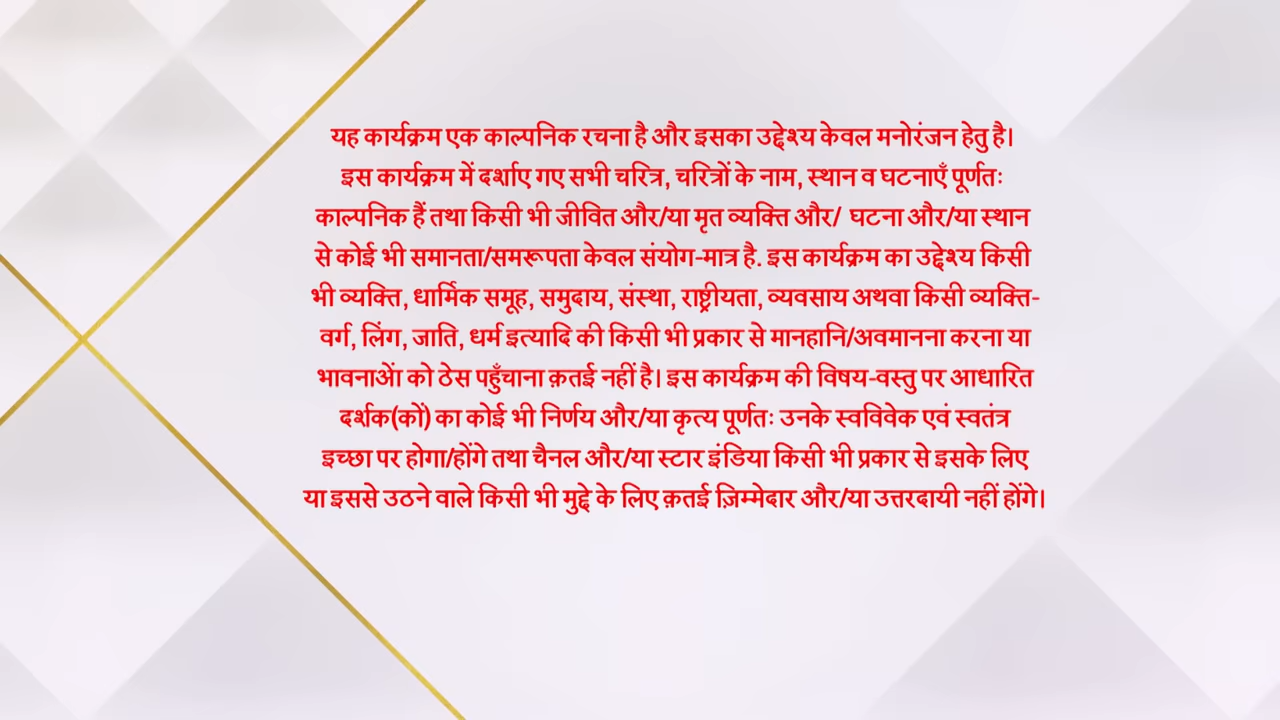 यह कार्यक्रम एक काल्पनिक रचना है और इसका उद्देश्य केवल मनोरंजन हेतु है।
इस कार्यक्रम में दर्शाए गए सभी चरित्र, चरित्रों के नाम, स्थान व घटनाएँ पूर्णतः
काल्पनिक हैं तथा किसी भी जीवित और/या मृत व्यक्ति और/ घटना और/या स्थान
से कोई भी समानता/समरूपता केवल संयोग-मात्र है. इस कार्यक्रम का उद्देश्य किसी
भी व्यक्ति, धार्मिक समूह, समुदाय, संस्था, राष्ट्रीयता, व्यवसाय अथवा किसी व्यक्ति-
वर्ग, लिंग, जाति, धर्म इत्यादि की किसी भी प्रकार से मानहानि/अवमानना करना या
भावनाओं को ठेस पहुँचाना क़तई नहीं है। इस कार्यक्रम की विषय-वस्तु पर आधारित
दर्शक(कों) का कोई भी निर्णय और/या कृत्य पूर्णतः उनके स्वविवेक एवं स्वतंत्र
इच्छा पर होगा/होंगे तथा चैनल और/या स्टार इंडिया किसी भी प्रकार से इसके लिए
या इससे उठने वाले किसी भी मुद्दे के लिए क़तई ज़िम्मेदार और/या उत्तरदायी नहीं होंगे।